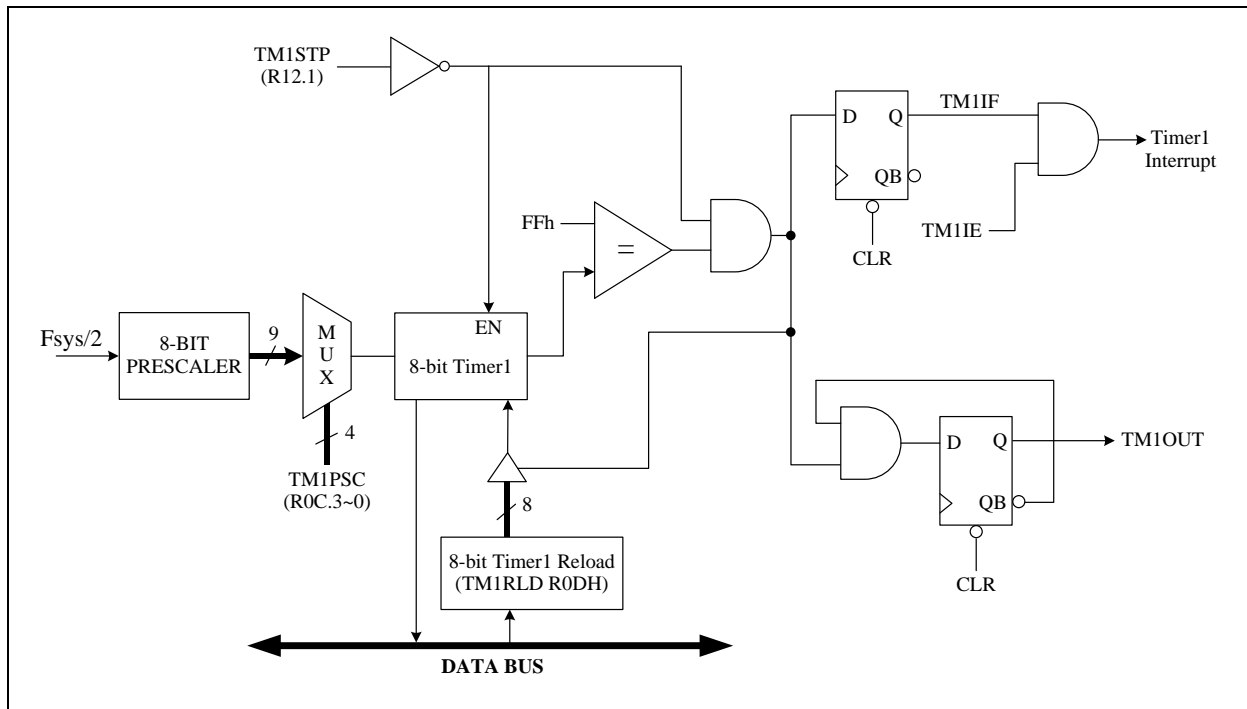 TM1STP
(R12.1)
D
Q
QB
CLR
TM1IF
TM1IE
Timer1
Interrupt
FFh
=
Fsys/2
8-BIT
PRESCALER
9
M
U
X
4
TM1PSC
(R0C.3~0)
EN
8-bit Timer1
8
8-bit Timer1 Reload
(TM1RLD R0DH)
D
Q
QB
CLR
TM1OUT
DATA BUS